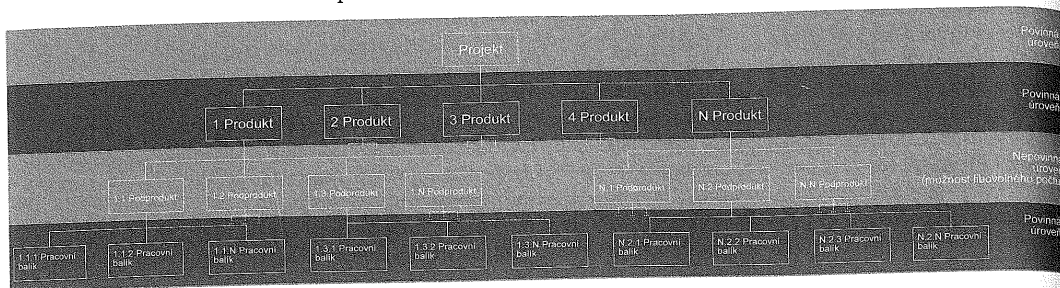 Projekt
Povinná
úroveň
1 Produkt
2 Produkt
3 Produkt
4 Produkt
N Produkt
Povinná
úroveň
1.1 Podprodukt
1.2 Podprodukt
1.3 Podprodukt
1.N Podprodukt
N.1 Podprodukt
N.2 Podprodukt
N.N Podprodukt
Nepovinn
úroveň
(možnost libovolného poč
1.1.1 Pracovní
balík
1.1.2 Pracovní
balík
1.1.N Pracovní
balík
1.3.1 Pracovní
balík
1.3.2 Pracovní
balík
1.3.N Pracovní
balík
N.2.1 Pracovní
balík
N.2.2 Pracovní
balík
N.2.3 Pracovní
balík
N.2.N Pracovní
balík
Povinná
úroveň